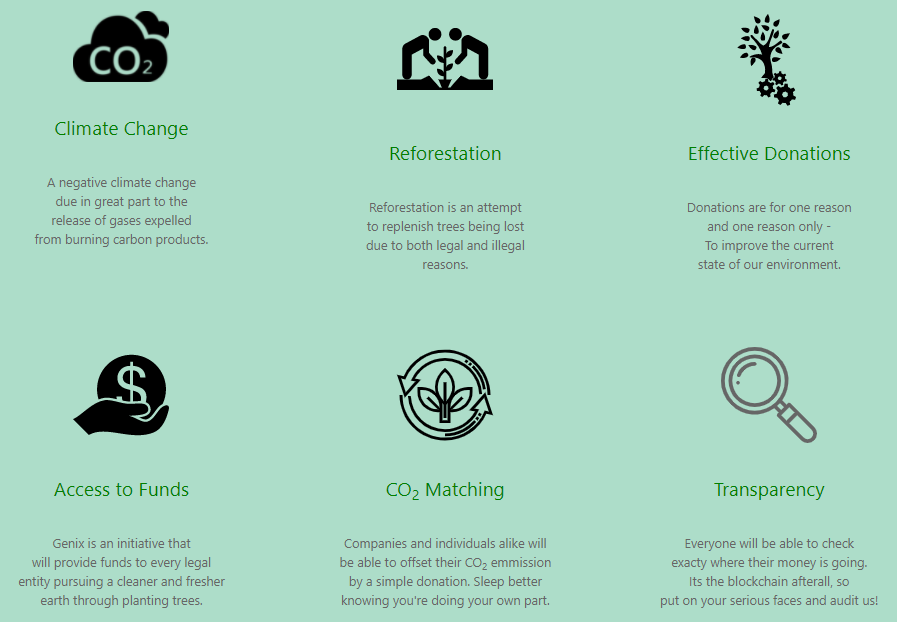 CO2
Climate Change
A negative climate change
due in great part to the
release of gases expelled
from burning carbon products.
Reforestation
Reforestation is an attempt
to replenish trees being lost
due to both legal and illegal
reasons.
Effective Donations
Donations are for one reason
and one reason only -
To improve the current
state of our environment.
$
Access to Funds
Genix is an initiative that
will provide funds to every legal
entity pursuing a cleaner and fresher
earth through planting trees.
CO2 Matching
Companies and individuals alike will
be able to offset their CO2 emmission
by a simple donation. Sleep better
knowing you're doing your own part.
Transparency
Everyone will be able to check
exacty where their money is going.
Its the blockchain afterall, so
put on your serious faces and audit us!